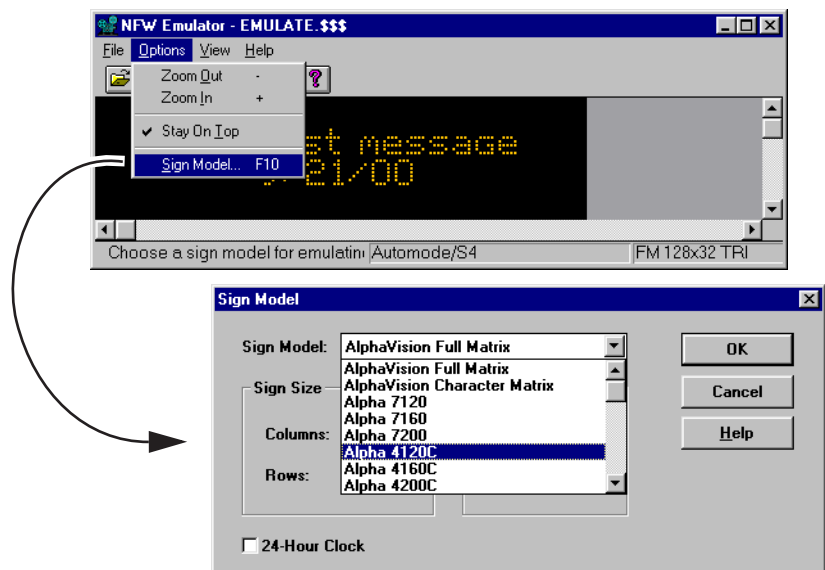 NFW Emulator - EMULATE.$$$
File Options View Help
Zoom Out -
Zoom In +
✔ Stay On Top
Sign Model... F10
st message
21/00
Choose a sign model for emulatin Automode/S4 FM 128x32 TRI
Sign Model
Sign Model: AlphaVision Full Matrix
AlphaVision Full Matrix
AlphaVision Character Matrix
Alpha 7120
Alpha 7160
Alpha 7200
Alpha 4120C
Alpha 4160C
Alpha 4200C
Sign Size
Columns:
Rows:
OK
Cancel
Help
24-Hour Clock